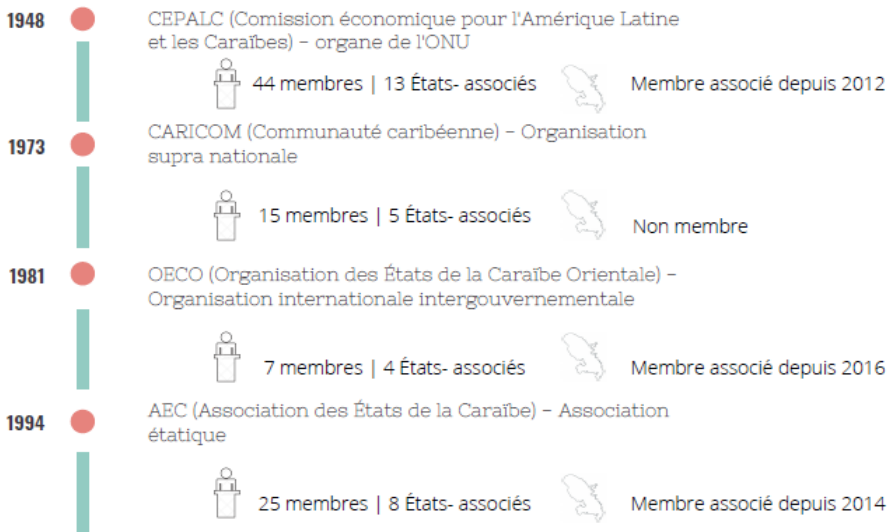 1948
CEPALC (Comission économique pour l'Amérique Latine
et les Caraïbes) – organe de l'ONU
44 membres | 13 États- associés
Membre associé depuis 2012
1973
CARICOM (Communauté caribéenne) – Organisation
supra nationale
15 membres | 5 États- associés
Non membre
1981
OECO (Organisation des États de la Caraïbe Orientale) –
Organisation internationale intergouvernementale
7 membres | 4 États- associés
Membre associé depuis 2016
1994
AEC (Association des États de la Caraïbe) – Association
étatique
25 membres | 8 États- associés
Membre associé depuis 2014